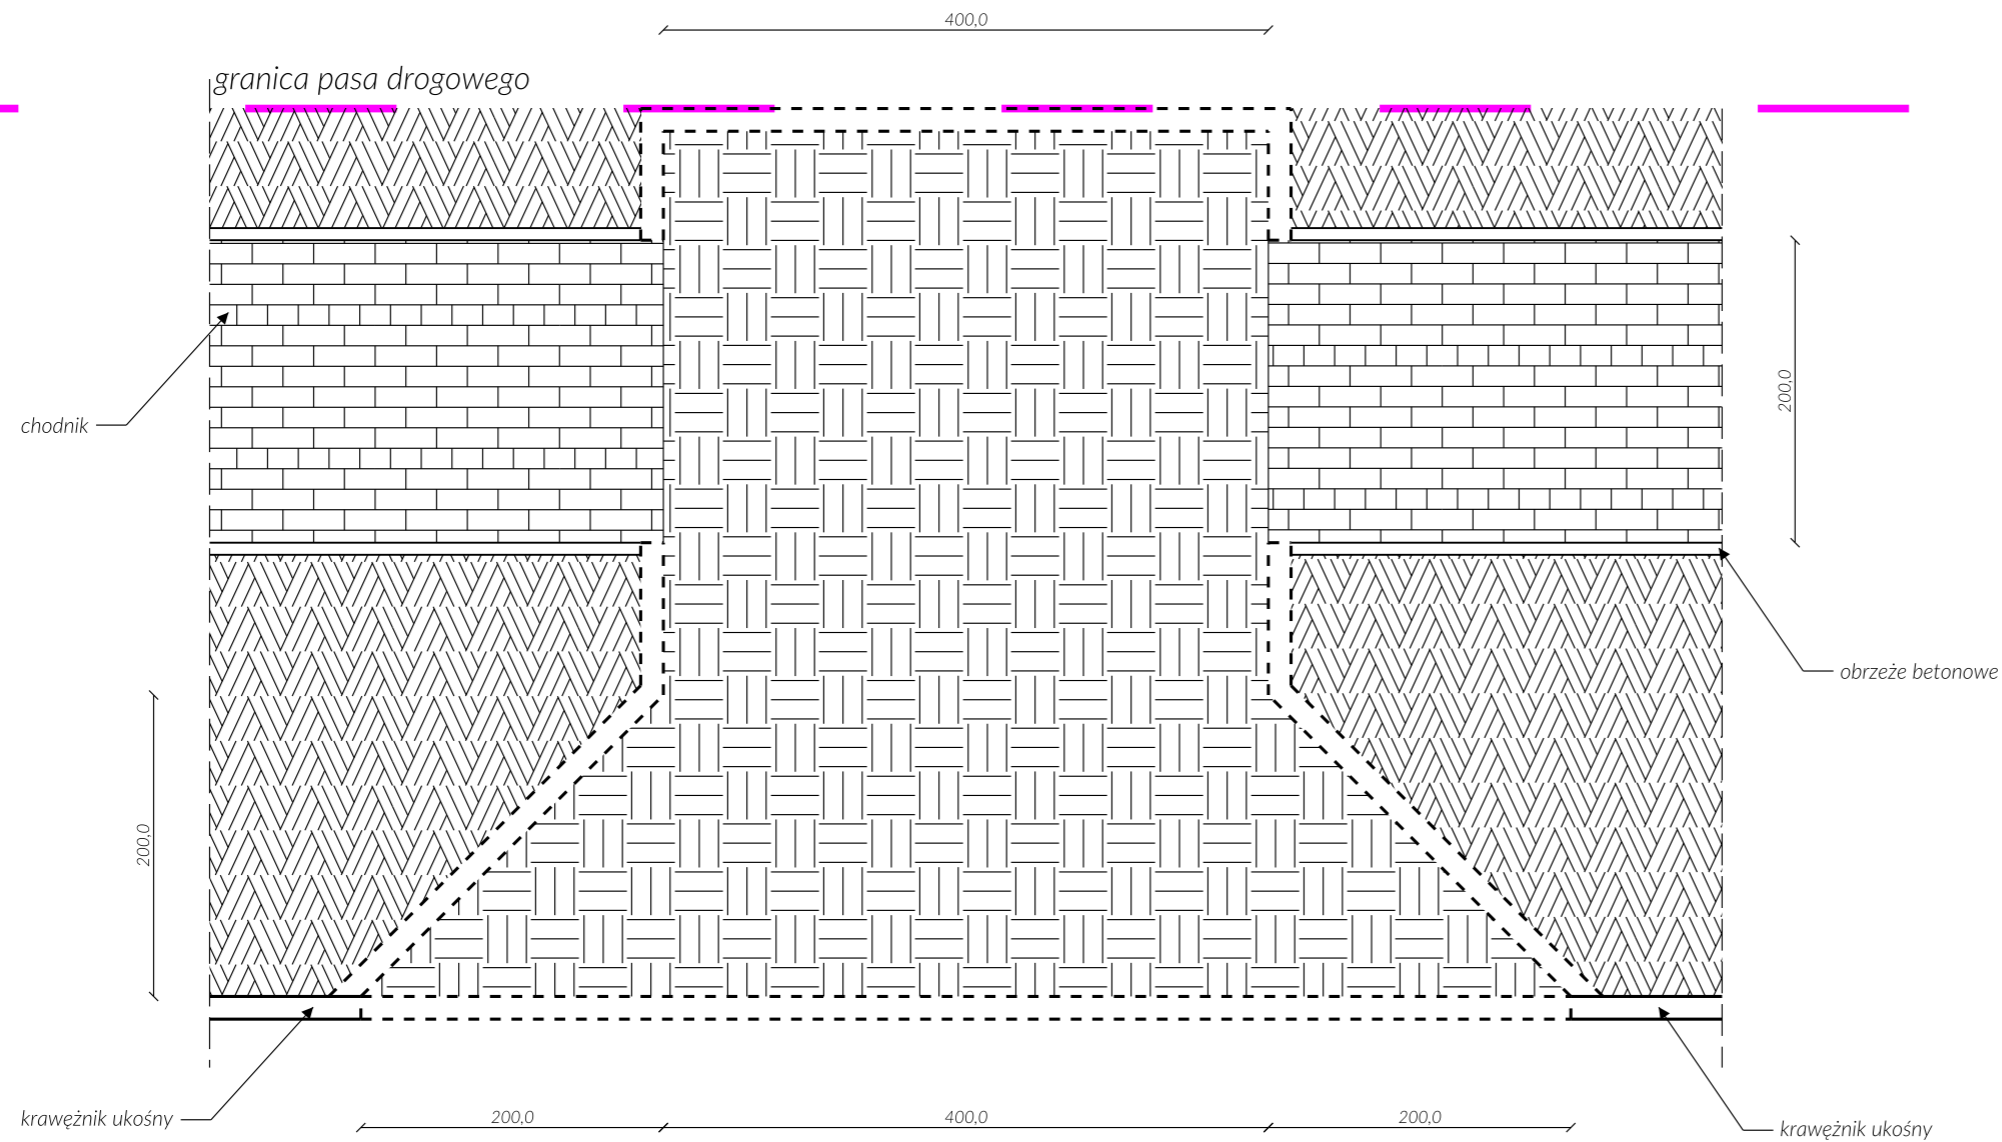 400,0
granica pasa drogowego
chodnik
200,0
obrzeże betonowe
200,0
krawężnik ukośny
200,0
400,0
200,0
krawężnik ukośny